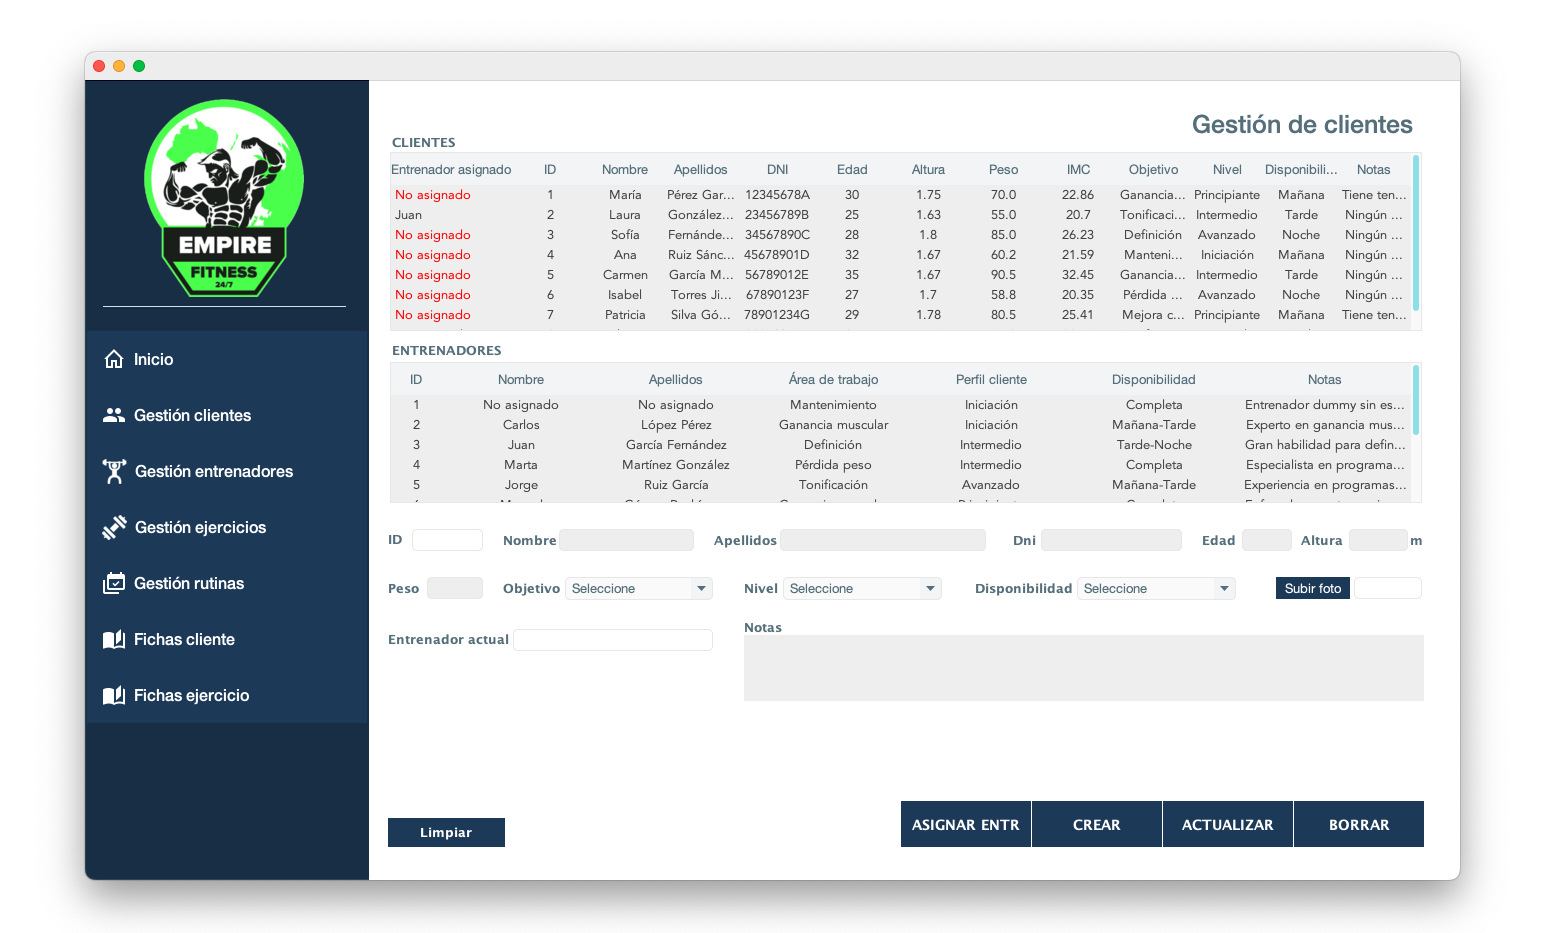 EMPIRE
FITNESS
24/7
Inicio
Gestión clientes
Gestión entrenadores
Gestión ejercicios
Gestión rutinas
Fichas cliente
Fichas ejercicio
Gestión de clientes
CLIENTES
Entrenador asignado ID Nombre Apellidos DNI Edad Altura Peso IMC Objetivo Nivel Disponibili... Notas
No asignado 1 María Pérez Gar... 12345678A 30 1.75 70.0 22.86 Ganancia... Principiante Mañana Tiene ten...
Juan 2 Laura González... 23456789B 25 1.63 55.0 20.7 Tonificaci... Intermedio Tarde Ningún ...
No asignado 3 Sofía Fernánde... 34567890C 28 1.8 85.0 26.23 Definición Avanzado Noche Ningún ...
No asignado 4 Ana Ruiz Sánc... 45678901D 32 1.67 60.2 21.59 Manteni... Iniciación Mañana Ningún ...
No asignado 5 Carmen García M... 56789012E 35 1.67 90.5 32.45 Ganancia... Intermedio Tarde Ningún ...
No asignado 6 Isabel Torres Ji... 67890123F 27 1.7 58.8 20.35 Pérdida ... Avanzado Noche Ningún ...
No asignado 7 Patricia Silva Gó... 78901234G 29 1.78 80.5 25.41 Mejora c... Principiante Mañana Tiene ten...
ENTRENADORES
ID Nombre Apellidos Área de trabajo Perfil cliente Disponibilidad Notas
1 No asignado No asignado Mantenimiento Iniciación Completa Entrenador dummy sin es...
2 Carlos López Pérez Ganancia muscular Iniciación Mañana-Tarde Experto en ganancia mus...
3 Juan García Fernández Definición Intermedio Tarde-Noche Gran habilidad para defin...
4 Marta Martínez González Pérdida peso Intermedio Completa Especialista en programa...
5 Jorge Ruiz García Tonificación Avanzado Mañana-Tarde Experiencia en programas...
ID Nombre Apellidos Dni Edad Altura m
Peso Objetivo Seleccione Nivel Seleccione Disponibilidad Seleccione Subir foto
Entrenador actual Notas
Limpiar ASIGNAR ENTR CREAR ACTUALIZAR BORRAR